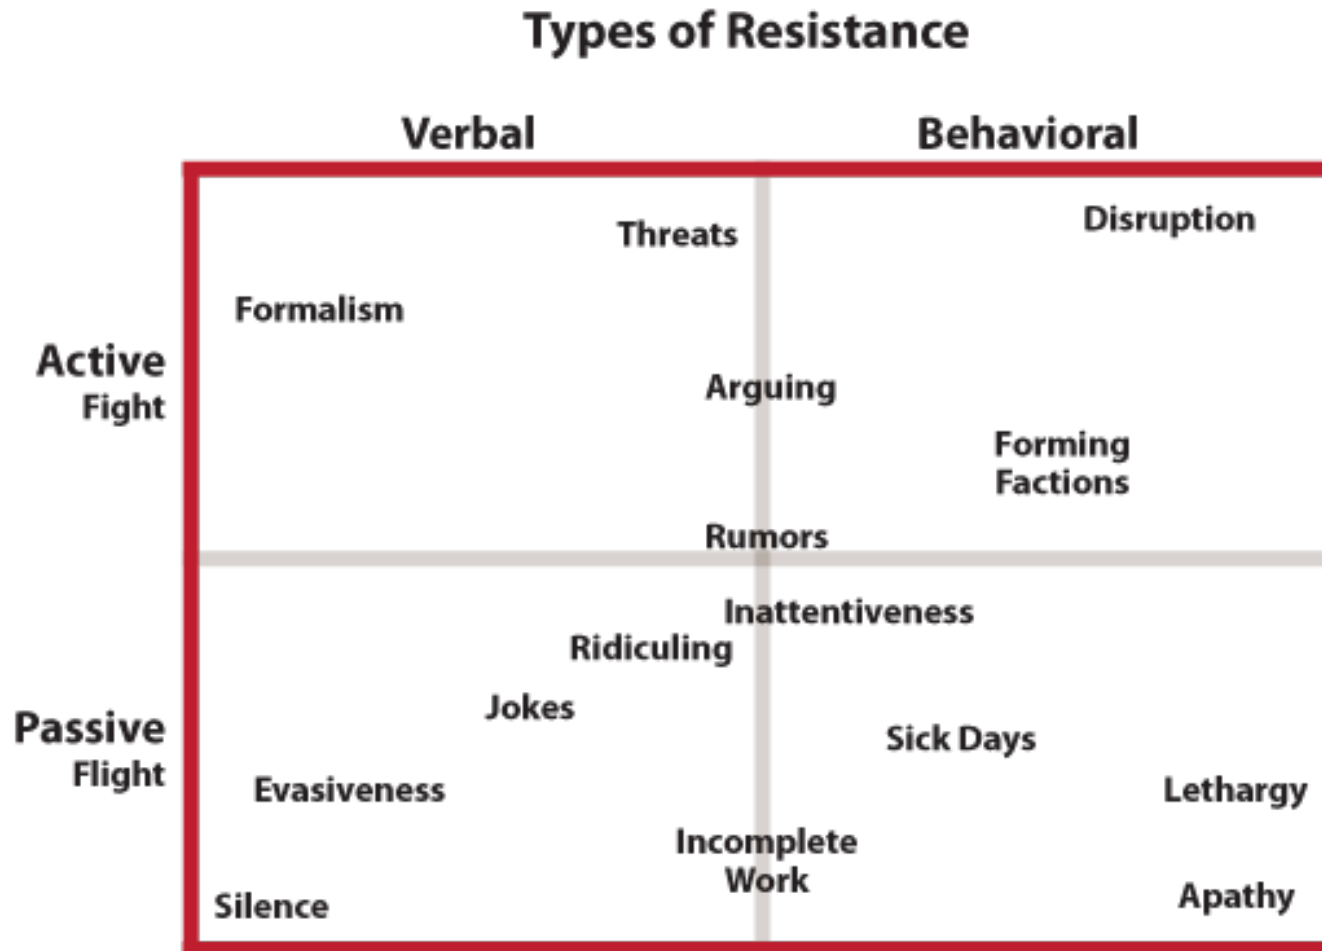 Types of Resistance
Verbal
Behavioral
Threats
Disruption
Formalism
Active
Fight
Arguing
Forming
Factions
Rumors
Inattentiveness
Ridiculing
Jokes
Passive
Flight
Sick Days
Evasiveness
Lethargy
Incomplete
Work
Silence
Apathy